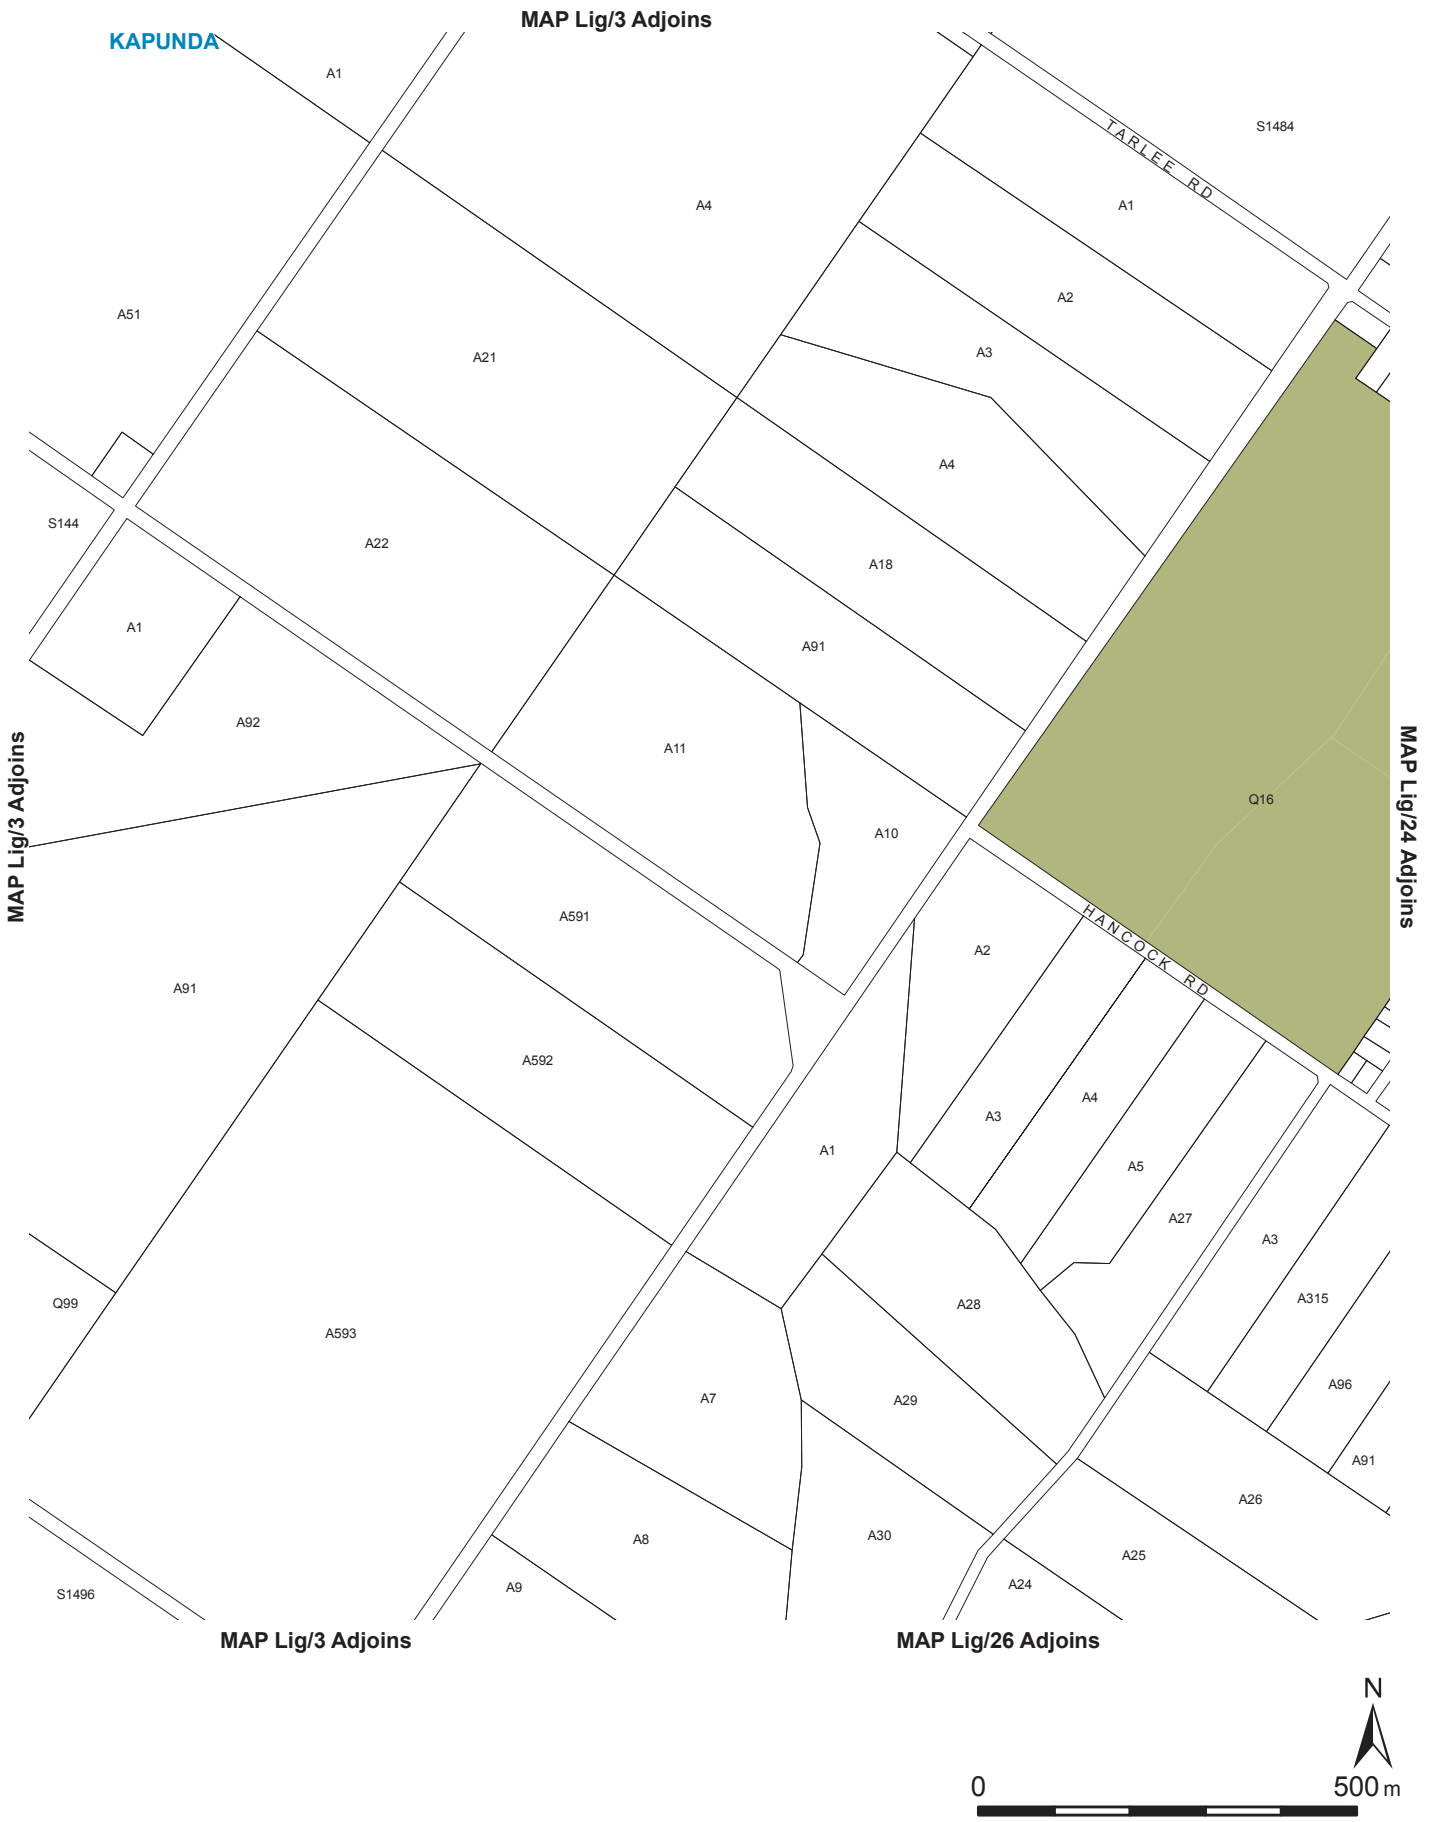 MAP Lig/3 Adjoins
KAPUNDA
A1
S1484
TARLEE RD
A4
A1
A2
A51
A3
A21
A4
S144
A22
A18
A1
A91
A92
A11
MAP Lig/3 Adjoins
MAP Lig/24 Adjoins
Q16
A10
A591
HANCOCK RD
A2
A91
A592
A4
A3
A1
A5
A27
A3
Q99
A593
A28
A315
A96
A7
A29
A91
A26
A8
A30
A25
A9
A24
S1496
MAP Lig/3 Adjoins
MAP Lig/26 Adjoins
N
0
500 m